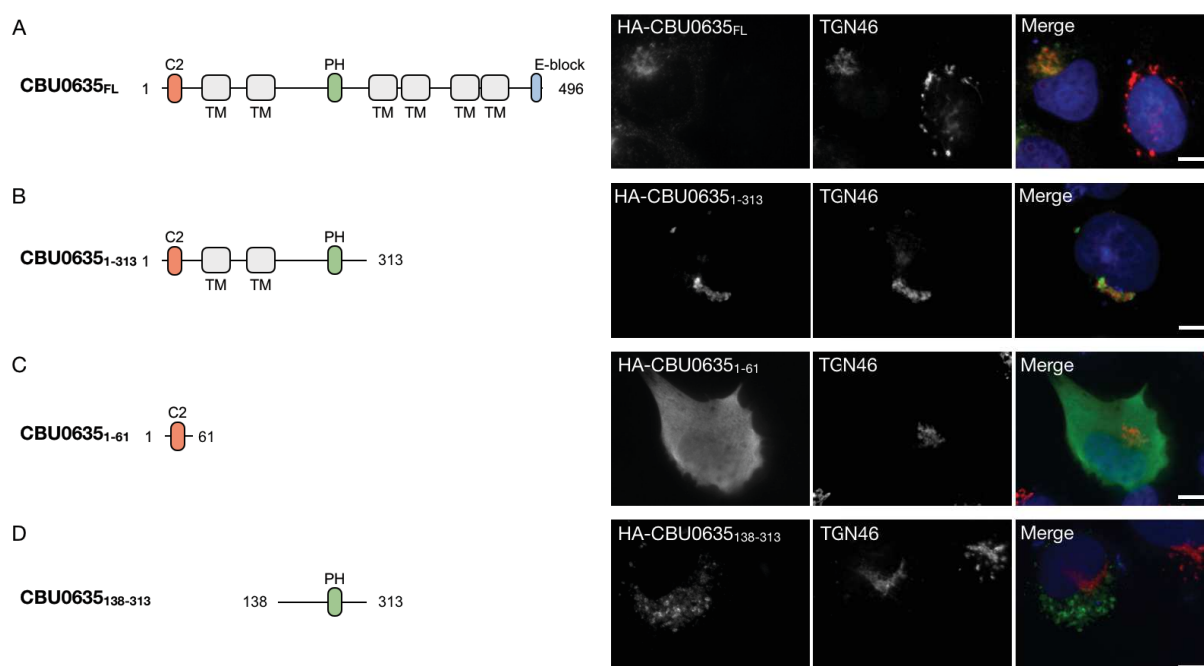 A
CBU0635FL 1 C2 TM TM PH TM TM TM TM E-block 496
HA-CBU0635FL TGN46 Merge
B
CBU06351-313 1 C2 TM TM PH 313
HA-CBU06351-313 TGN46 Merge
C
CBU06351-61 1 C2 61
HA-CBU06351-61 TGN46 Merge
D
CBU0635138-313 138 PH 313
HA-CBU0635138-313 TGN46 Merge